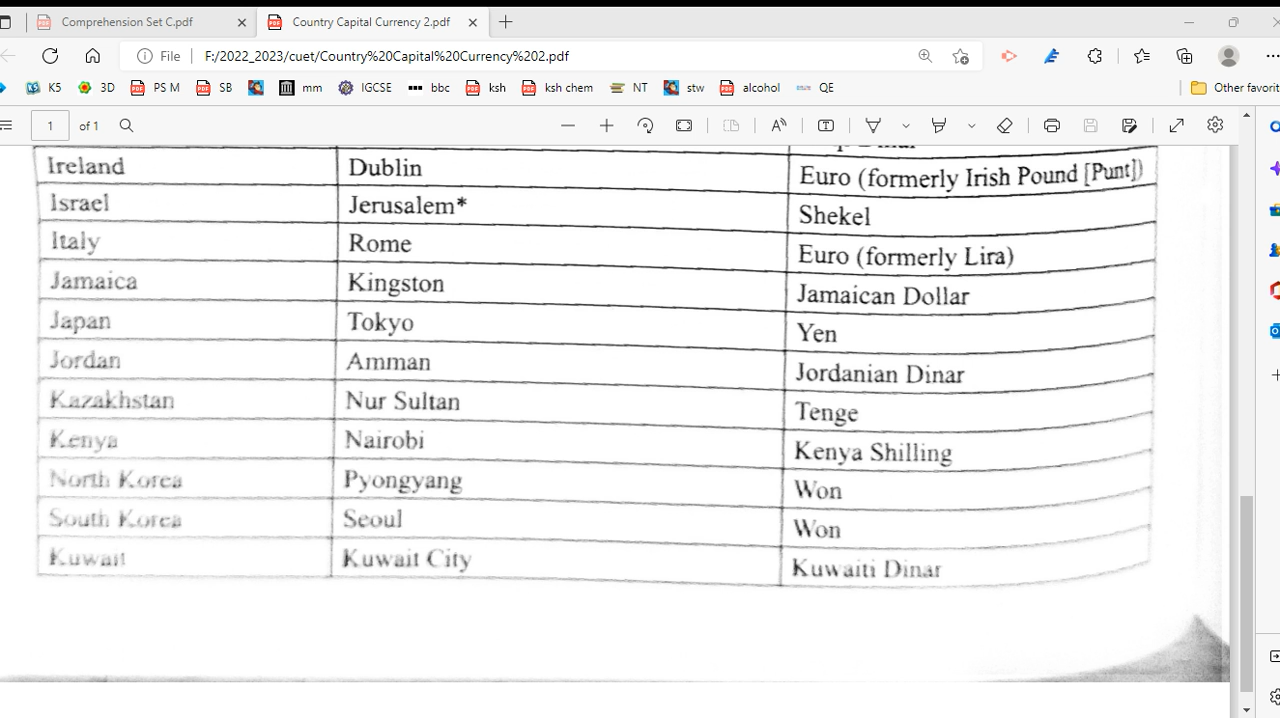 Comprehension Set C.pdf
Country Capital Currency 2.pdf
File F:/2022_2023/cuet/Country%20Capital%20Currency%202.pdf
K5 3D PS M SB mm IGCSE bbc ksh ksh chem NT stw alcohol QE Other favorit
1 of 1
Ireland Dublin Euro (formerly Irish Pound [Punt])
Israel Jerusalem* Shekel
Italy Rome Euro (formerly Lira)
Jamaica Kingston Jamaican Dollar
Japan Tokyo Yen
Jordan Amman Jordanian Dinar
Kazakhstan Nur Sultan Tenge
Kenya Nairobi Kenya Shilling
North Korea Pyongyang Won
South Korea Seoul Won
Kuwait Kuwait City Kuwaiti Dinar